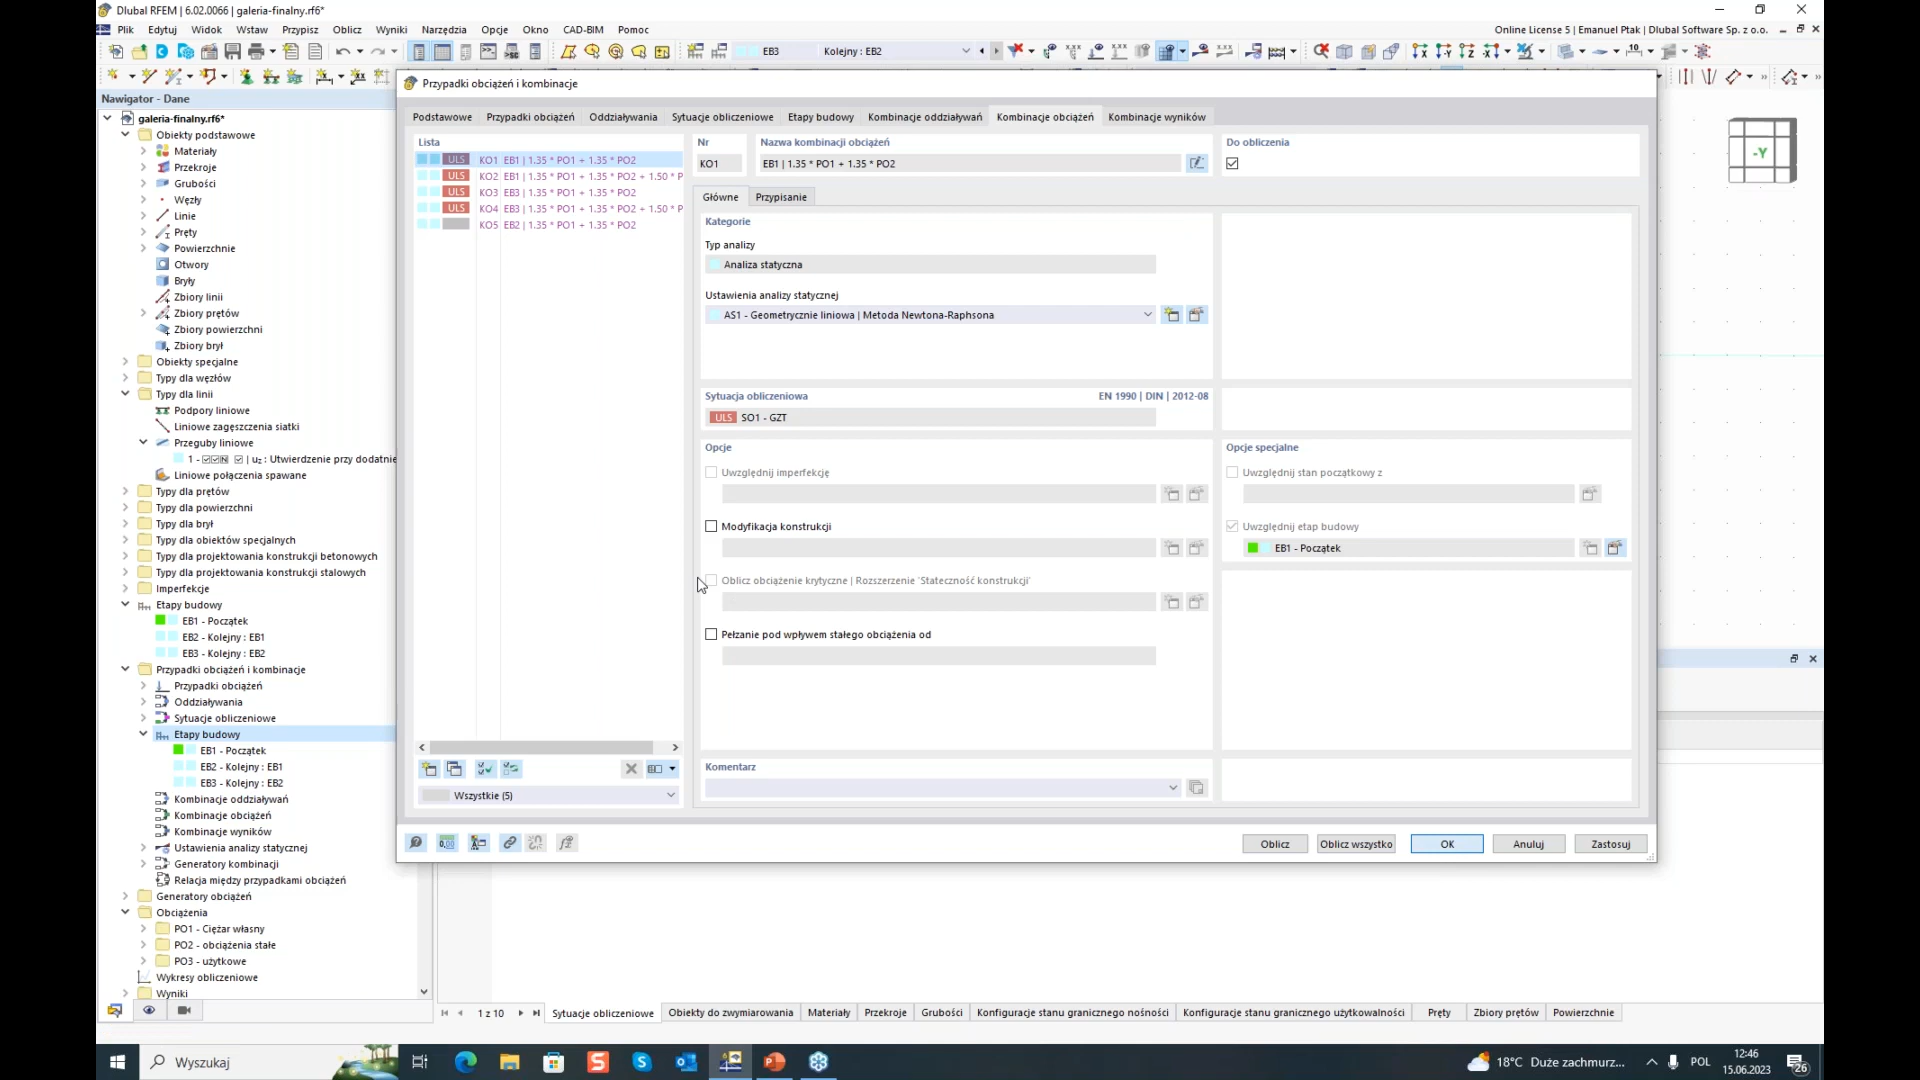 Dlubal RFEM | 6.02.0066 | galeria-finalny.rf6*
Plik Edytuj Widok Wstaw Przypisz Oblicz Wyniki Narzędzia Opcje Okno CAD-BIM Pomoc
Online License 5 | Emanuel Ptak | Dlubal Software Sp. z o.o.
EB3 Kolejny : EB2
Nawigator - Dane
galeria-finalny.rf6*
Obiekty podstawowe
Materiały
Przekroje
Grubości
Węzły
Linie
Pręty
Powierzchnie
Otwory
Bryły
Zbiory linii
Zbiory prętów
Zbiory powierzchni
Zbiory brył
Obiekty specjalne
Typy dla węzłów
Typy dla linii
Podpory liniowe
Liniowe zagęszczenia siatki
Przeguby liniowe
Utwierdzenie przy dodatnie
Liniowe połączenia spawane
Typy dla prętów
Typy dla powierzchni
Typy dla brył
Typy dla obiektów specjalnych
Typy dla projektowania konstrukcji betonowych
Typy dla projektowania konstrukcji stalowych
Imperfekcje
Etapy budowy
EB1 - Początek
EB2 - Kolejny : EB1
EB3 - Kolejny : EB2
Przypadki obciążeń i kombinacje
Przypadki obciążeń
Oddziaływania
Sytuacje obliczeniowe
Etapy budowy
EB1 - Początek
EB2 - Kolejny : EB1
EB3 - Kolejny : EB2
Kombinacje oddziaływań
Kombinacje obciążeń
Kombinacje wyników
Ustawienia analizy statycznej
Generatory kombinacji
Relacja między przypadkami obciążeń
Generatory obciążeń
Obciążenia
PO1 - Ciężar własny
PO2 - obciążenia stałe
PO3 - użytkowe
Wykresy obliczeniowe
Wyniki
Przypadki obciążeń i kombinacje
Podstawowe Przypadki obciążeń Oddziaływania Sytuacje obliczeniowe Etapy budowy Kombinacje oddziaływań Kombinacje obciążeń Kombinacje wyników
Lista
ULS KO1 EB1 | 1.35 * PO1 + 1.35 * PO2
ULS KO2 EB1 | 1.35 * PO1 + 1.35 * PO2 + 1.50 * P
ULS KO3 EB3 | 1.35 * PO1 + 1.35 * PO2
ULS KO4 EB3 | 1.35 * PO1 + 1.35 * PO2 + 1.50 * P
KO5 EB2 | 1.35 * PO1 + 1.35 * PO2
Wszystkie (5)
Nr
KO1
Nazwa kombinacji obciążeń
EB1 | 1.35 * PO1 + 1.35 * PO2
Do obliczenia
Główne Przypisanie
Kategorie
Typ analizy
Analiza statyczna
Ustawienia analizy statycznej
AS1 - Geometrycznie liniowa | Metoda Newtona-Raphsona
Sytuacja obliczeniowa EN 1990 | DIN | 2012-08
ULS SO1 - GZT
Opcje
Uwzględnij imperfekcję
Modyfikacja konstrukcji
Oblicz obciążenie krytyczne | Rozszerzenie 'Stateczność konstrukcji'
Pełzanie pod wpływem stałego obciążenia od
Opcje specjalne
Uwzględnij stan początkowy z
Uwzględnij etap budowy
EB1 - Początek
Komentarz
Oblicz Oblicz wszystko OK Anuluj Zastosuj
-Y
1 z 10
Sytuacje obliczeniowe Obiekty do zwymiarowania Materiały Przekroje Grubości Konfiguracje stanu granicznego nośności Konfiguracje stanu granicznego użytkowalności Pręty Zbiory prętów Powierzchnie
Wyszukaj
18°C Duże zachmurz...
POL
12:46
15.06.2023
26